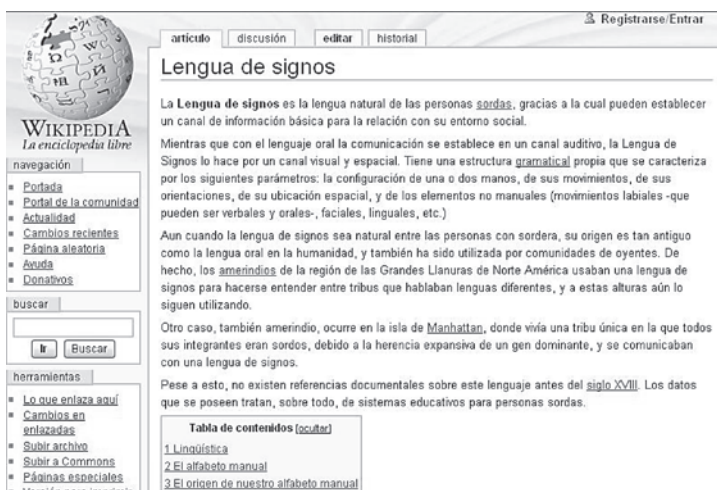 Registrarse/Entrar
artículo discusión editar historial
Lengua de signos
La Lengua de signos es la lengua natural de las personas sordas, gracias a la cual pueden establecer
un canal de información básica para la relación con su entorno social.
Mientras que con el lenguaje oral la comunicación se establece en un canal auditivo, la Lengua de
Signos lo hace por un canal visual y espacial. Tiene una estructura gramatical propia que se caracteriza
por los siguientes parámetros: la configuración de una o dos manos, de sus movimientos, de sus
orientaciones, de su ubicación espacial, y de los elementos no manuales (movimientos labiales -que
pueden ser verbales y orales-, faciales, linguales, etc.)
Aun cuando la lengua de signos sea natural entre las personas con sordera, su origen es tan antiguo
como la lengua oral en la humanidad, y también ha sido utilizada por comunidades de oyentes. De
hecho, los amerindios de la región de las Grandes Llanuras de Norte América usaban una lengua de
signos para hacerse entender entre tribus que hablaban lenguas diferentes, y a estas alturas aún lo
siguen utilizando.
Otro caso, también amerindio, ocurre en la isla de Manhattan, donde vivía una tribu única en la que todos
sus integrantes eran sordos, debido a la herencia expansiva de un gen dominante, y se comunicaban
con una lengua de signos.
Pese a esto, no existen referencias documentales sobre este lenguaje antes del siglo XVIII. Los datos
que se poseen tratan, sobre todo, de sistemas educativos para personas sordas.
Tabla de contenidos [ocultar]
1 Lingüística
2 El alfabeto manual
3 El origen de nuestro alfabeto manual
WIKIPEDIA
La enciclopedia libre
navegación
Portada
Portal de la comunidad
Actualidad
Cambios recientes
Página aleatoria
Ayuda
Donativos
buscar
Ir Buscar
herramientas
Lo que enlaza aquí
Cambios en
enlazadas
Subir archivo
Subir a Commons
Páginas especiales